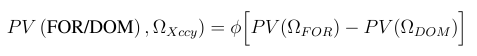 PV (FOR/DOM) , Ω_{Xccy}) = ϕ[PV(Ω_{FOR}) − PV(Ω_{DOM})]